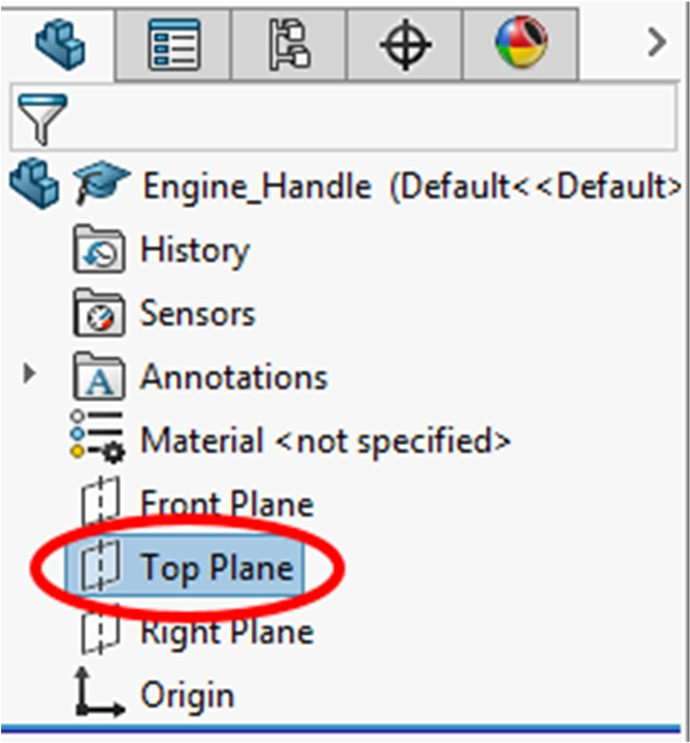 Engine_Handle (Default<<Default>
History
Sensors
A Annotations
Material <not specified>
Front Plane
Top Plane
Right Plane
Origin